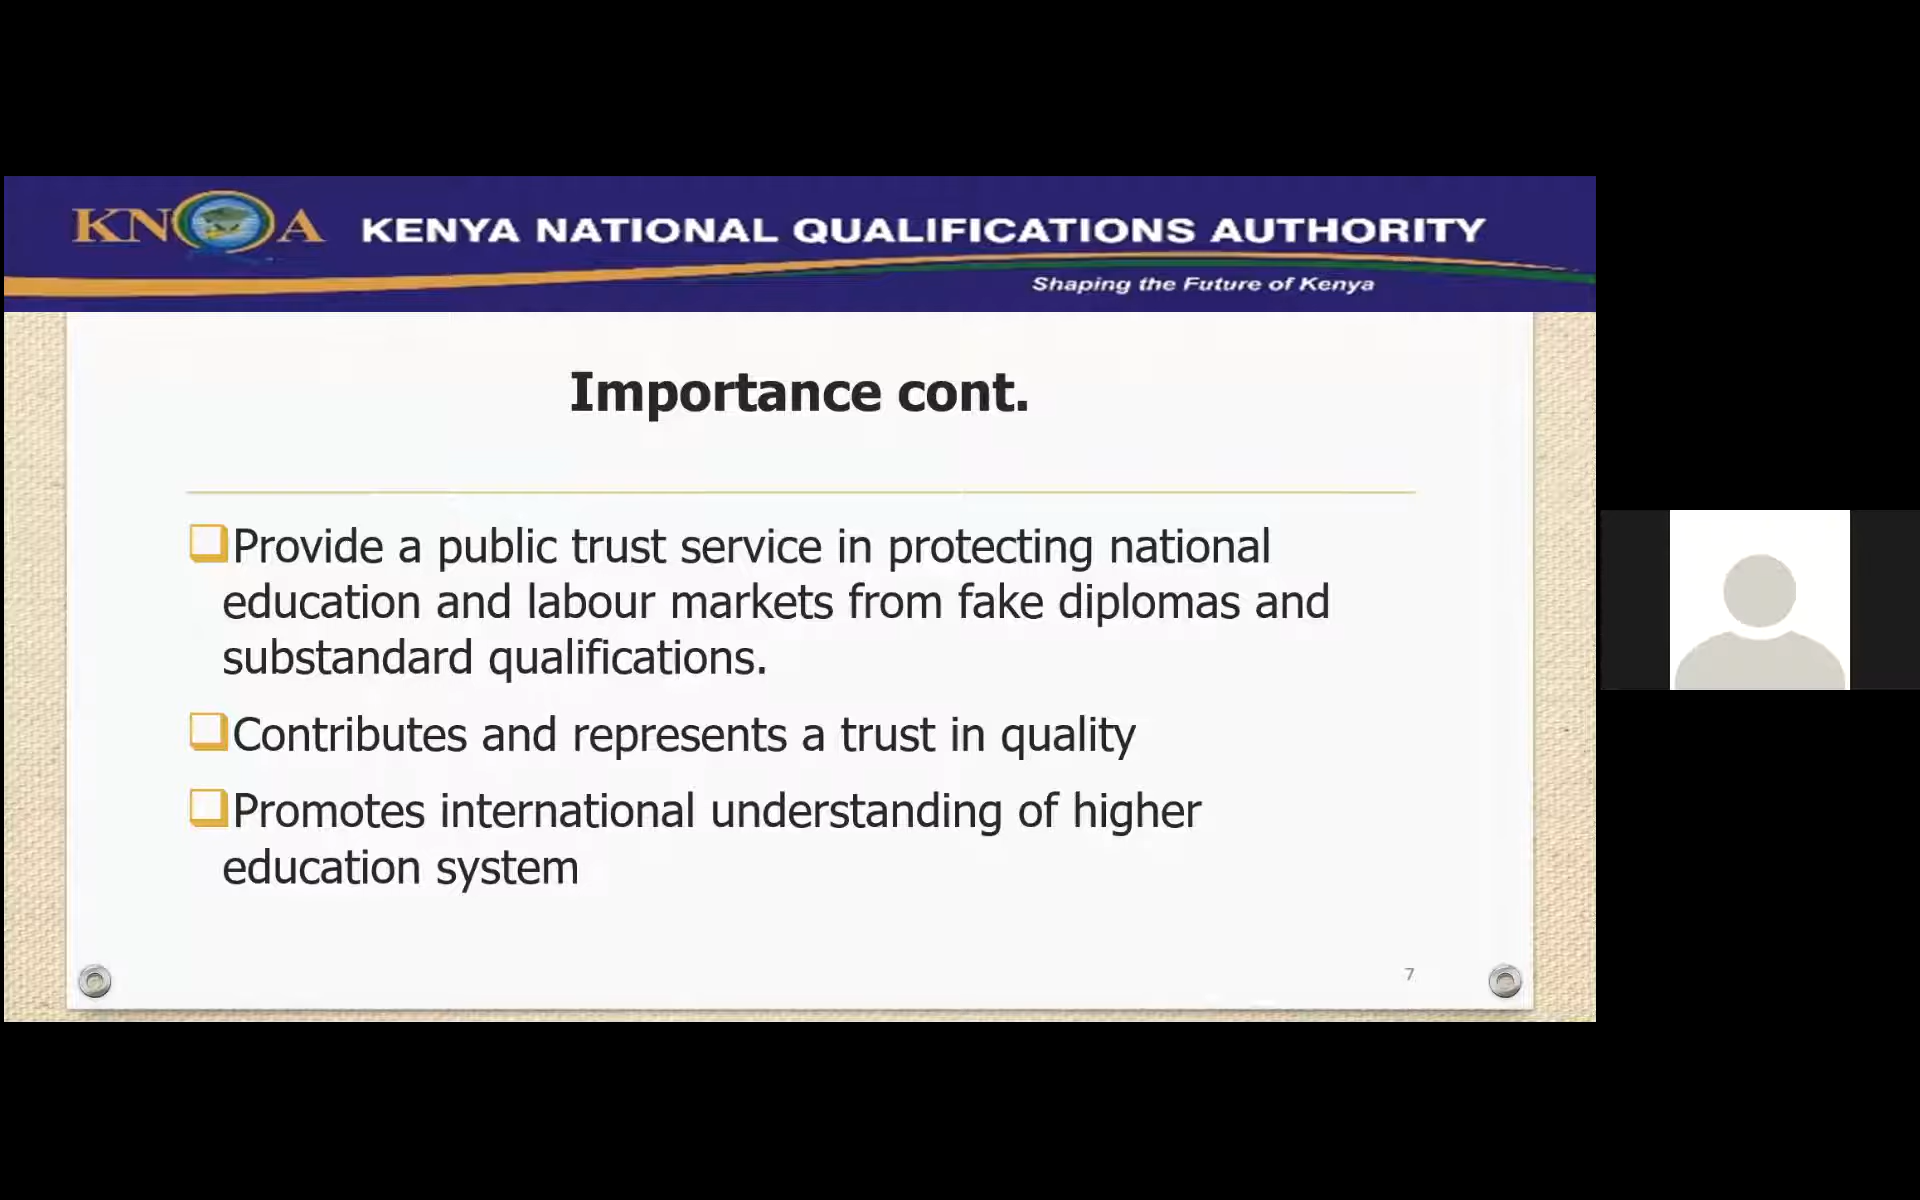 KNQA KENYA NATIONAL QUALIFICATIONS AUTHORITY
Shaping the Future of Kenya
Importance cont.
Provide a public trust service in protecting national
education and labour markets from fake diplomas and
substandard qualifications.
Contributes and represents a trust in quality
Promotes international understanding of higher
education system
7